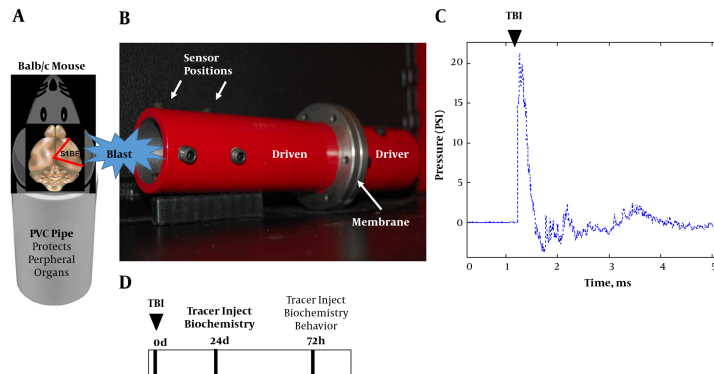 A
Balb/c Mouse
S1BF
PVC Pipe
Protects
Perpheral
Organs
B
Sensor
Positions
Blast
Driven
Driver
Membrane
C
TBI
Pressure (PSI)
20
15
10
5
0
0
1
2
3
4
5
Time, ms
D
TBI
Tracer Inject
Biochemistry
Tracer Inject
Biochemistry
Behavior
0d
24d
72h